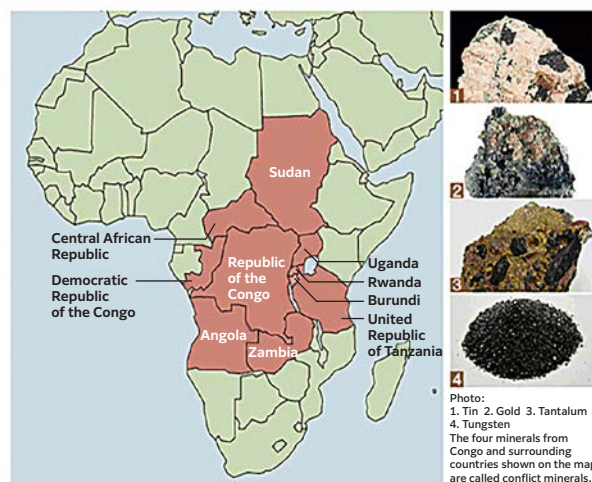 Sudan
Central African
Republic
Democratic
Republic
of the Congo
Republic
of the
Congo
Uganda
Rwanda
Burundi
United
Republic
of Tanzania
Angola
Zambia
1
2
3
4
Photo:
1. Tin 2. Gold 3. Tantalum
4. Tungsten
The four minerals from
Congo and surrounding
countries shown on the map
are called conflict minerals.